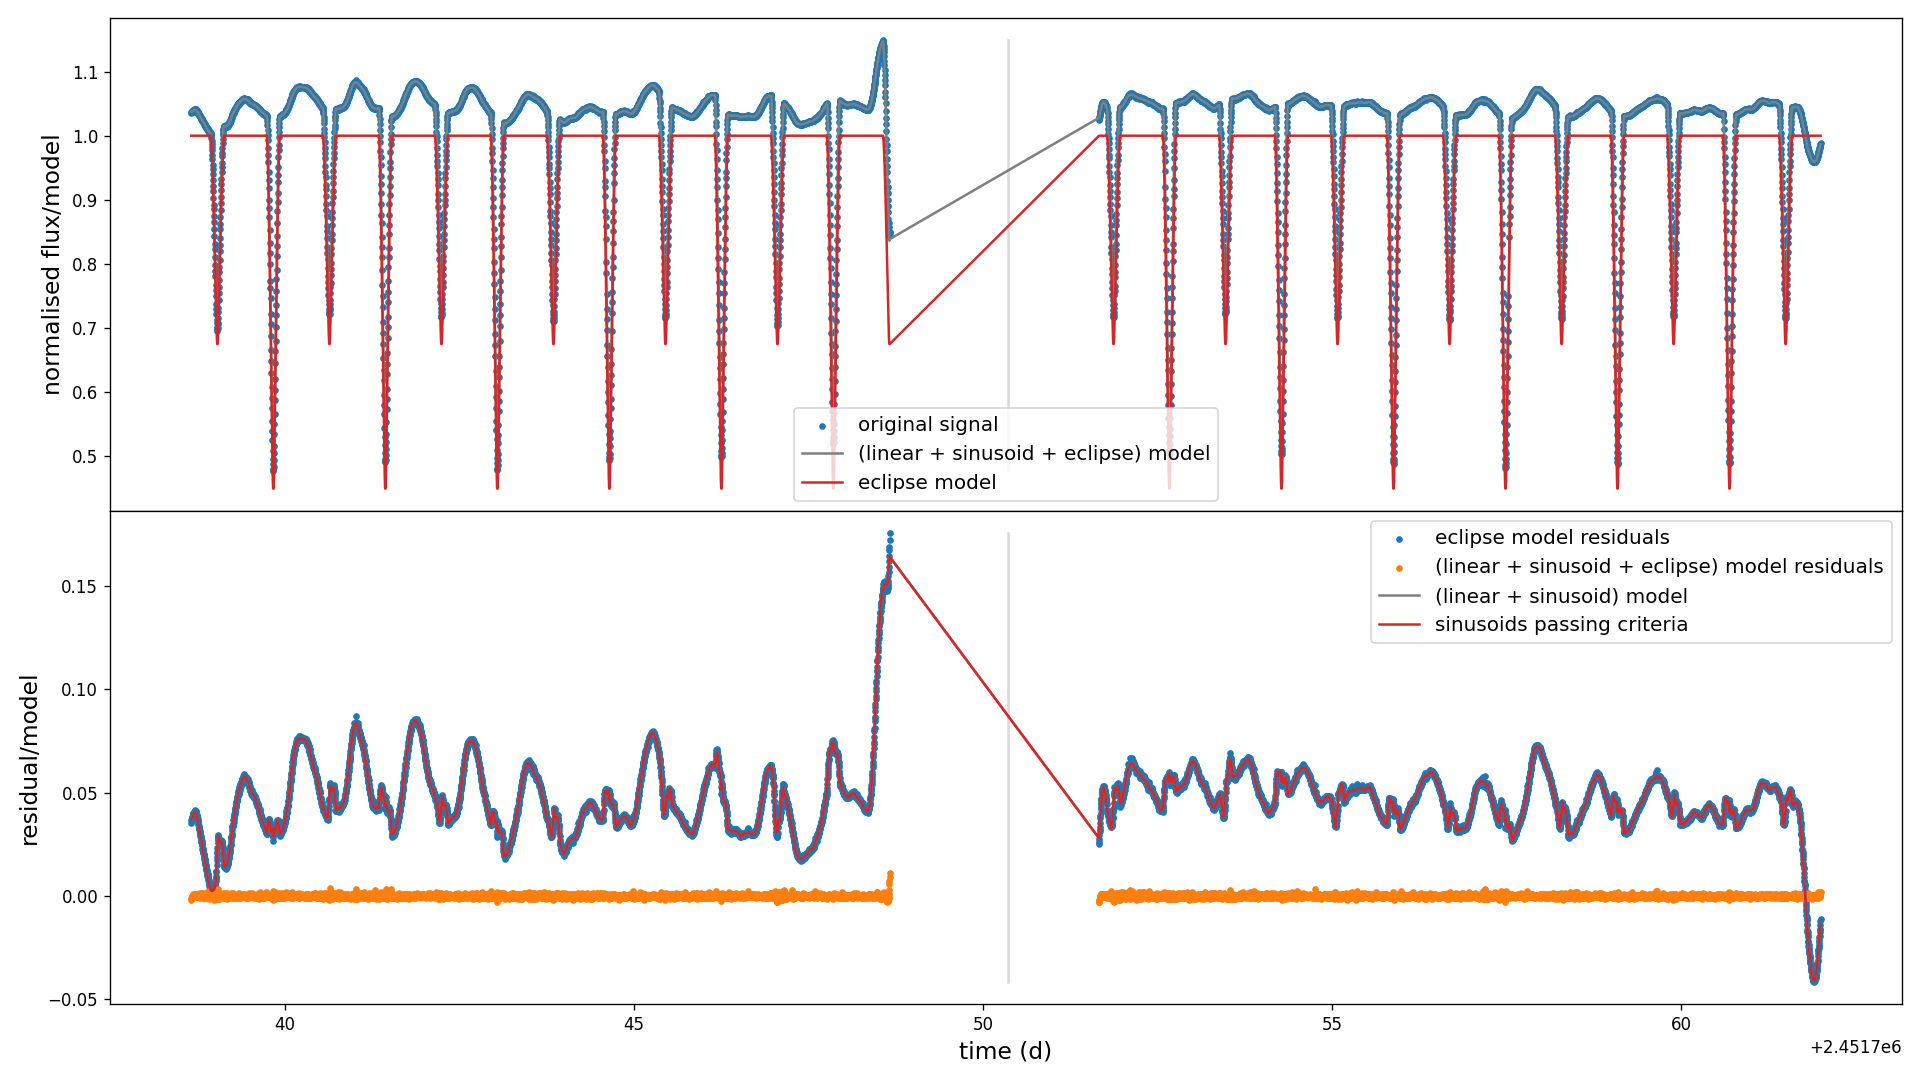 normalised flux/model
1.1
1.0
0.9
0.8
0.7
0.6
0.5
original signal
(linear + sinusoid + eclipse) model
eclipse model
residual/model
0.15
0.10
0.05
0.00
−0.05
eclipse model residuals
(linear + sinusoid + eclipse) model residuals
(linear + sinusoid) model
sinusoids passing criteria
40
45
50
55
60
time (d)
+2.4517e6